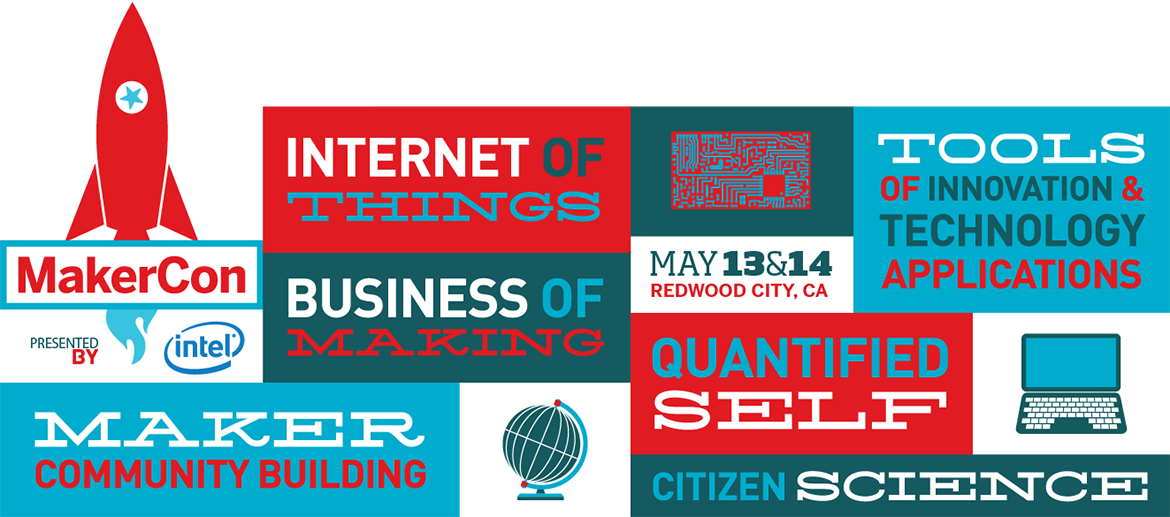 MakerCon
PRESENTED
BY
intel
INTERNET OF
THINGS
BUSINESS OF
MAKING
MAY 13&14
REDWOOD CITY, CA
TOOLS
OF INNOVATION &
TECHNOLOGY
APPLICATIONS
QUANTIFIED
SELF
MAKER
COMMUNITY BUILDING
CITIZEN SCIENCE